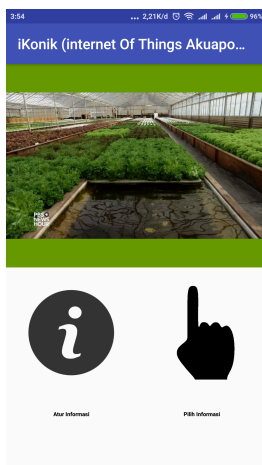 3:54 ... 2,21K/d 96%
iKonik (internet Of Things Akuapo...
PBS
NEWS
HOUR
Atur Informasi
Pilih Informasi